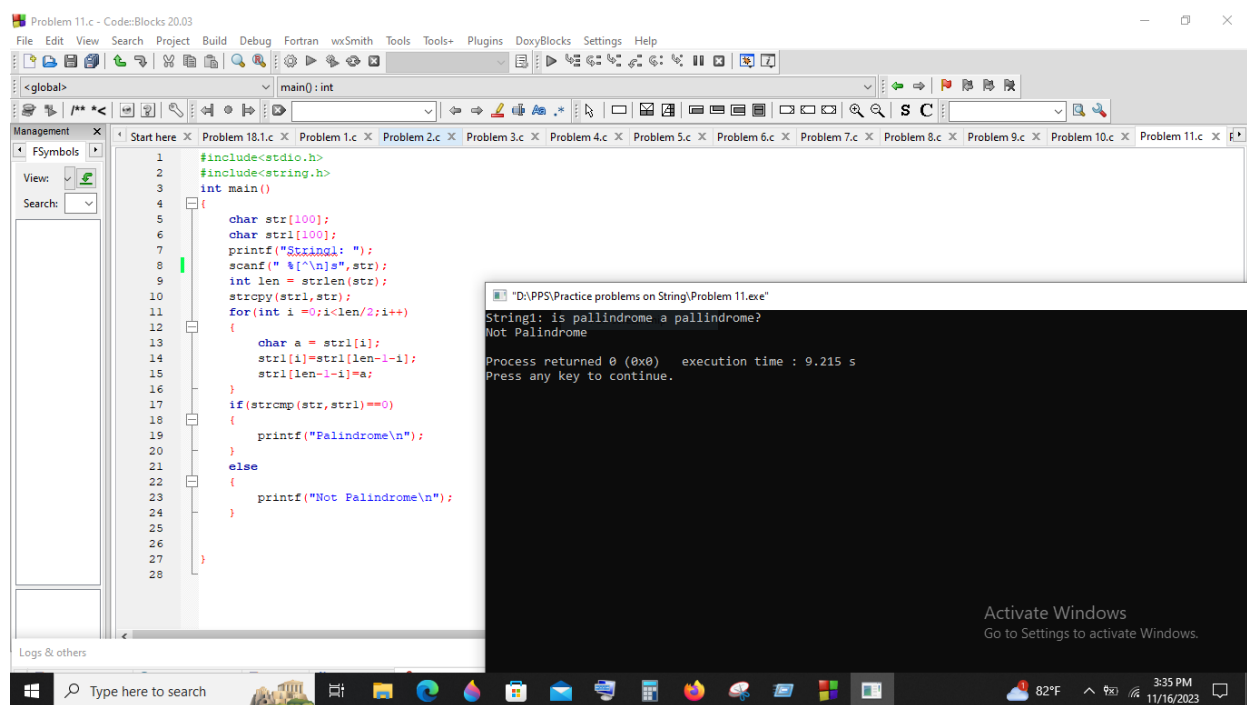 Problem 11.c - Code::Blocks 20.03
File Edit View Search Project Build Debug Fortran wxSmith Tools Tools+ Plugins DoxyBlocks Settings Help
<global> main() : int
/** *< S C
Management X
Start here X Problem 18.1.c X Problem 1.c X Problem 2.c X Problem 3.c X Problem 4.c X Problem 5.c X Problem 6.c X Problem 7.c X Problem 8.c X Problem 9.c X Problem 10.c X Problem 11.c X
FSymbols
View:
Search:
1 #include<stdio.h>
2 #include<string.h>
3 int main()
4 {
5 char str[100];
6 char str1[100];
7 printf("String1: ");
8 scanf(" %[^\n]s",str);
9 int len = strlen(str);
10 strcpy(str1,str);
11 for(int i =0;i<len/2;i++)
12 {
13 char a = str1[i];
14 str1[i]=str1[len-1-i];
15 str1[len-1-i]=a;
16 }
17 if(strcmp(str,str1)==0)
18 {
19 printf("Palindrome\n");
20 }
21 else
22 {
23 printf("Not Palindrome\n");
24 }
25
26
27 }
28
"D:\PPS\Practice problems on String\Problem 11.exe"
String1: is pallindrome a pallindrome?
Not Palindrome
Process returned 0 (0x0) execution time : 9.215 s
Press any key to continue.
Activate Windows
Go to Settings to activate Windows.
Logs & others
Type here to search
82°F
3:35 PM
11/16/2023